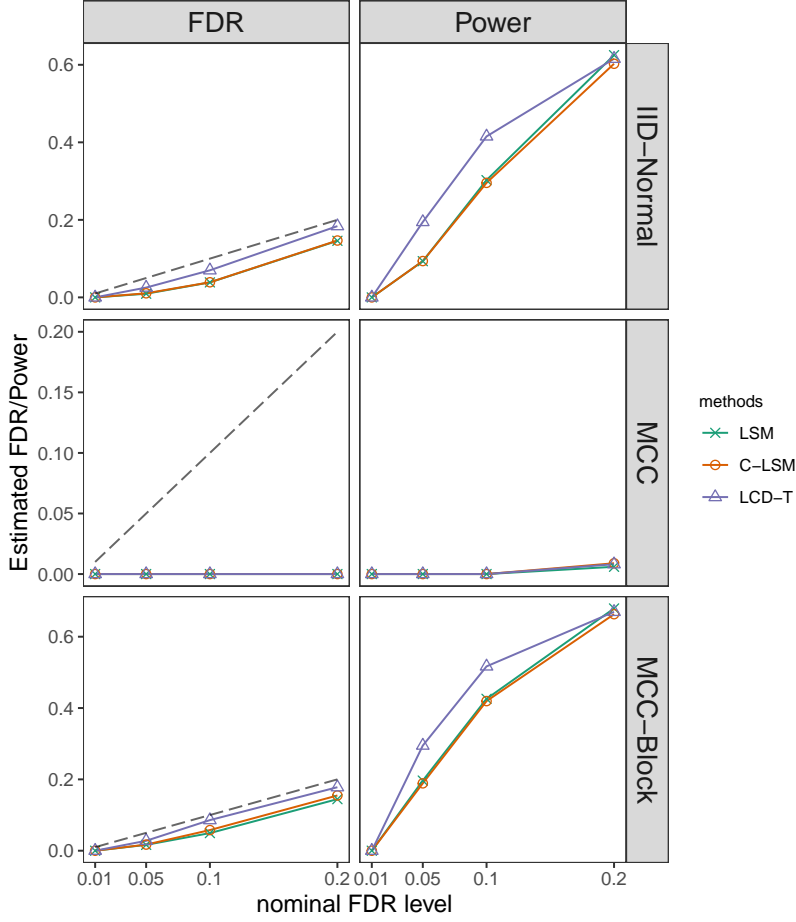 FDR
Power
0.6
0.4
0.2
0.0
IID−Normal
0.20
0.15
0.10
0.05
0.00
MCC
Estimated FDR/Power
methods
LSM
C−LSM
LCD−T
0.6
0.4
0.2
0.0
MCC−Block
0.01 0.05 0.1 0.2 0.01 0.05 0.1 0.2
nominal FDR level